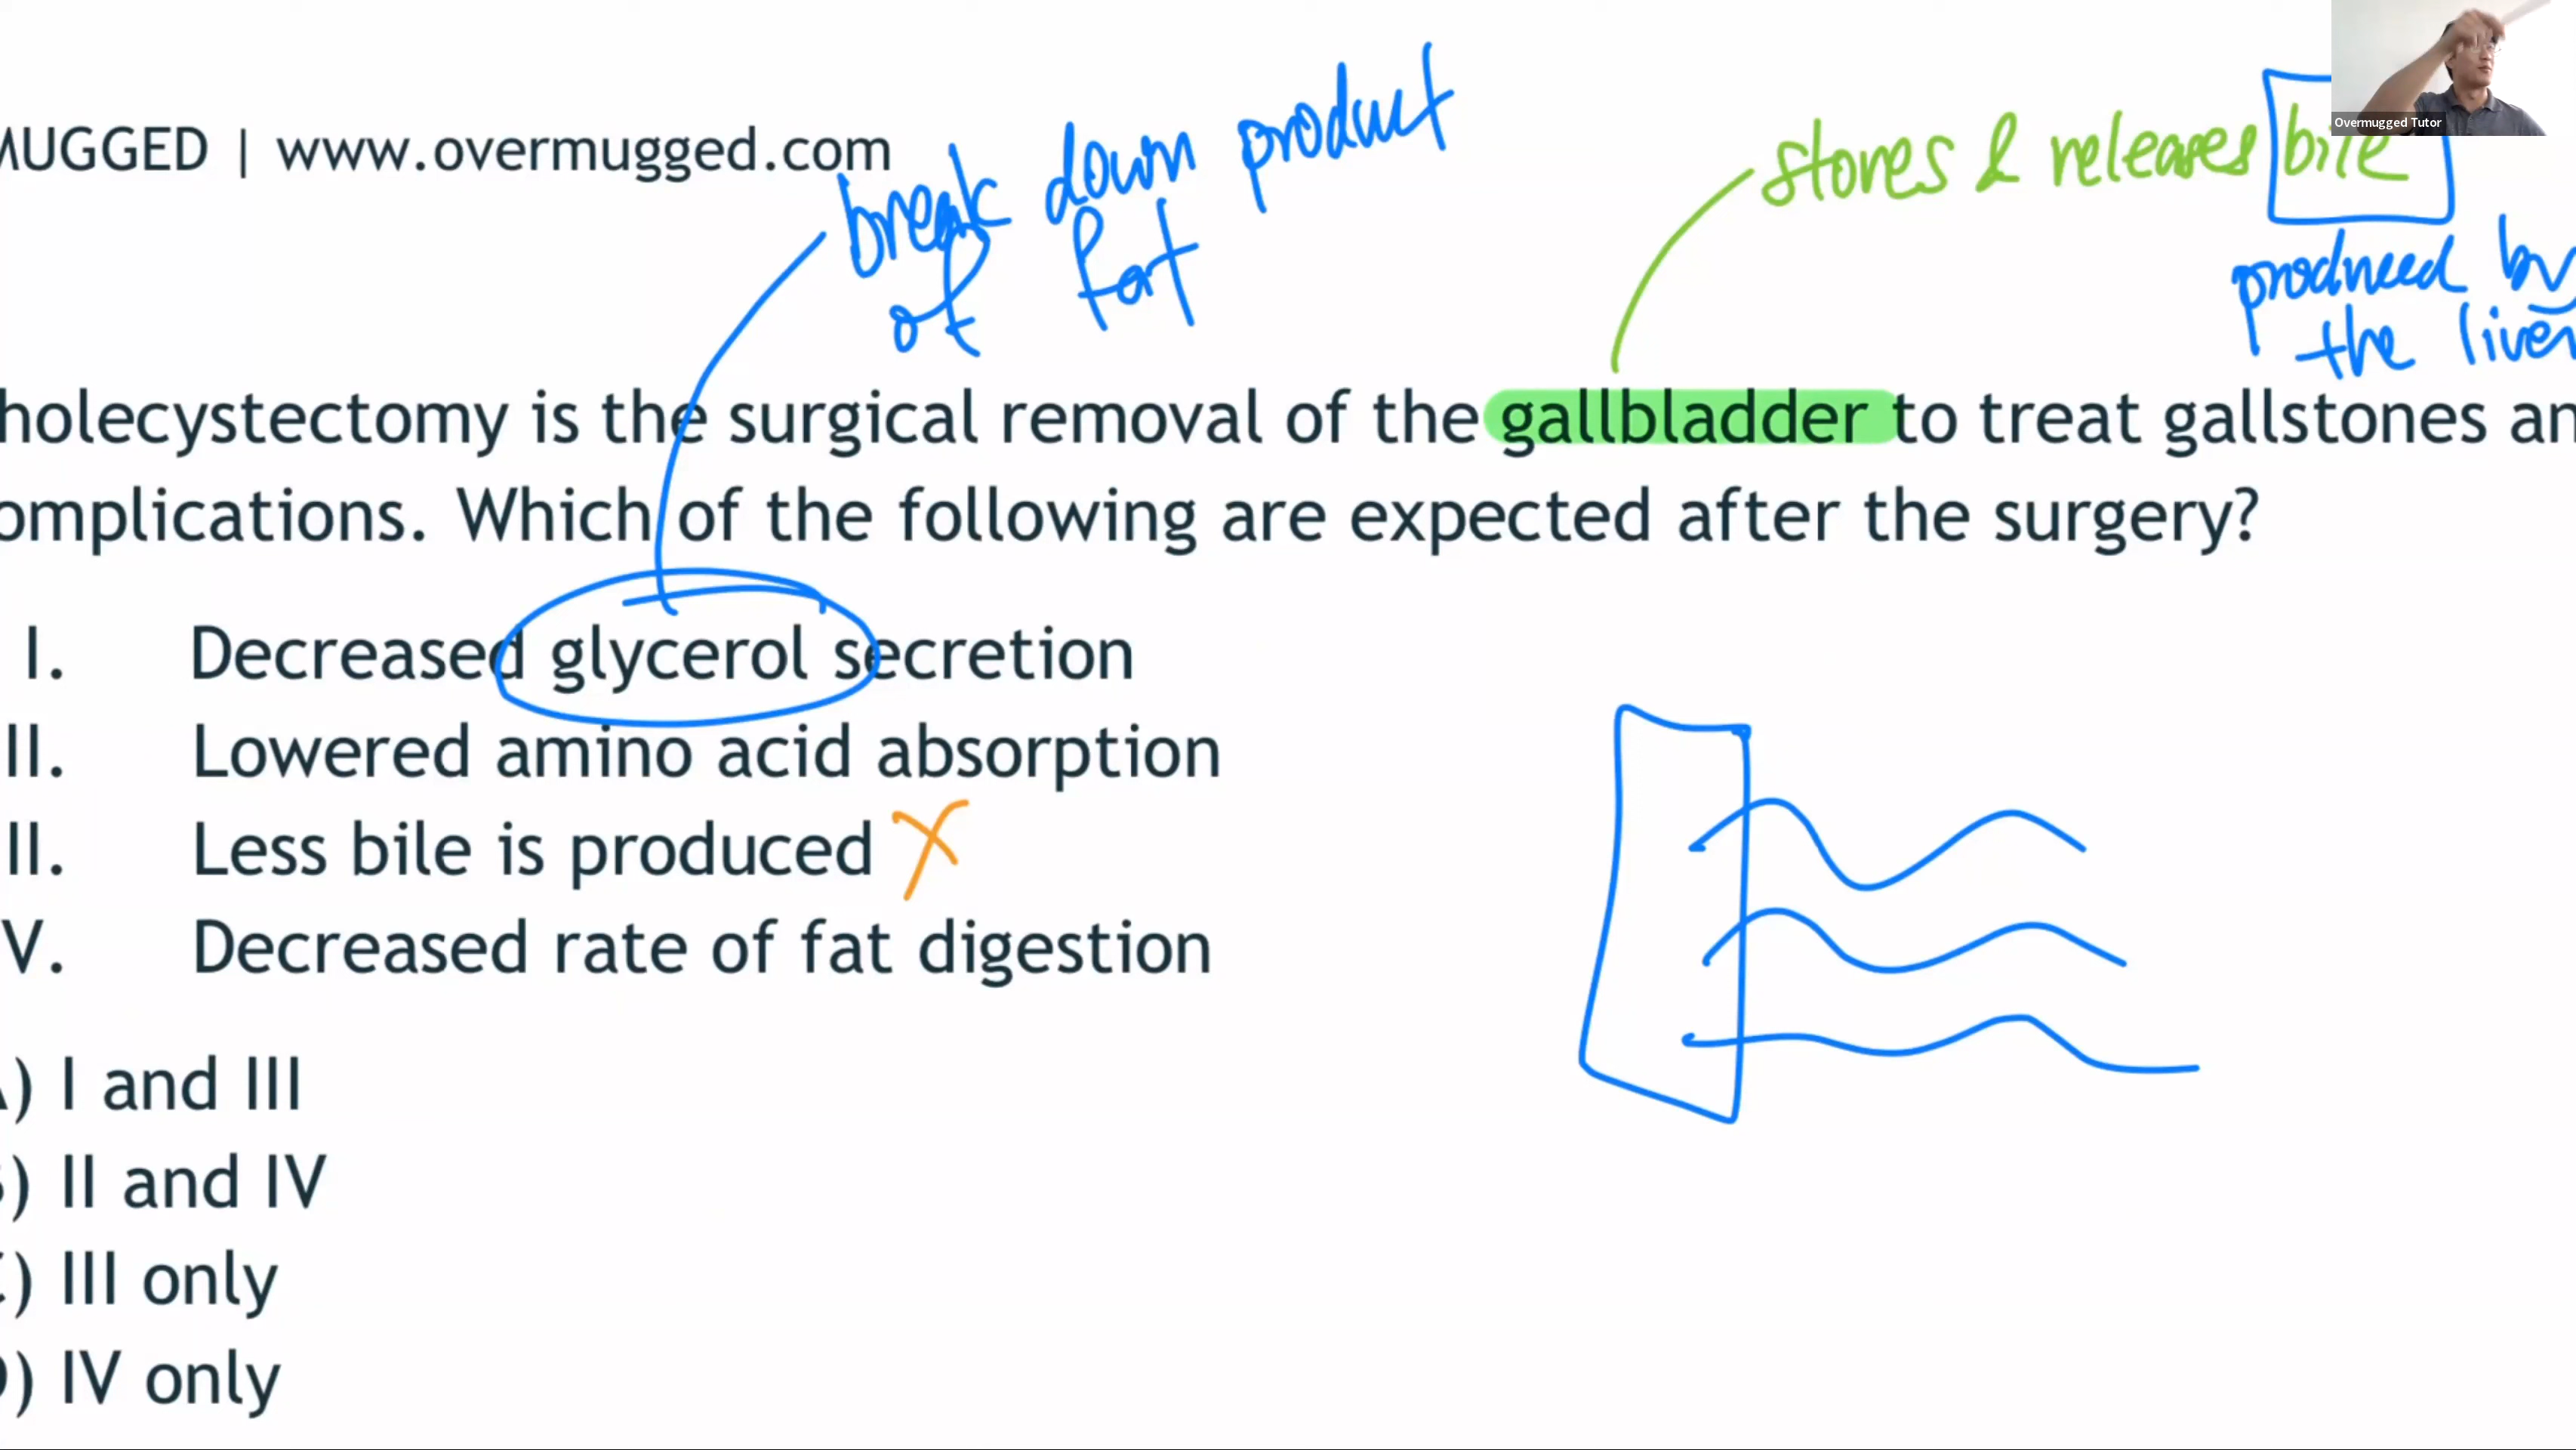 Overmugged Tutor
MUGGED | www.overmugged.com
break down product
of fat
stores & releases bile
produced by
the liver
holecystectomy is the surgical removal of the gallbladder to treat gallstones an
omplications. Which of the following are expected after the surgery?
I. Decreased glycerol secretion
II. Lowered amino acid absorption
II. Less bile is produced X
V. Decreased rate of fat digestion
) I and III
) II and IV
) III only
) IV only